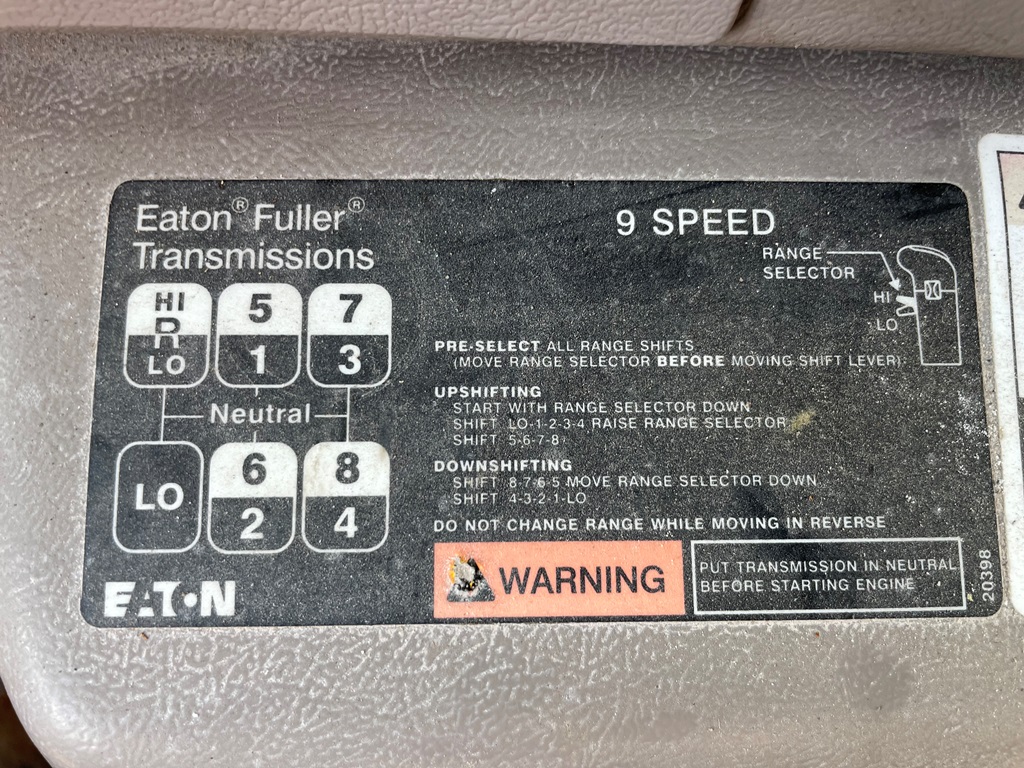 Eaton® Fuller®
Transmissions
HI
R
LO
5
1
7
3
Neutral
LO
6
2
8
4
EATON
9 SPEED
RANGE
SELECTOR
HI
LO
PRE-SELECT ALL RANGE SHIFTS
(MOVE RANGE SELECTOR BEFORE MOVING SHIFT LEVER)
UPSHIFTING
START WITH RANGE SELECTOR DOWN
SHIFT LO-1-2-3-4 RAISE RANGE SELECTOR
SHIFT 5-6-7-8
DOWNSHIFTING
SHIFT 8-7-6-5 MOVE RANGE SELECTOR DOWN
SHIFT 4-3-2-1-LO
DO NOT CHANGE RANGE WHILE MOVING IN REVERSE
WARNING
PUT TRANSMISSION IN NEUTRAL
BEFORE STARTING ENGINE
20398